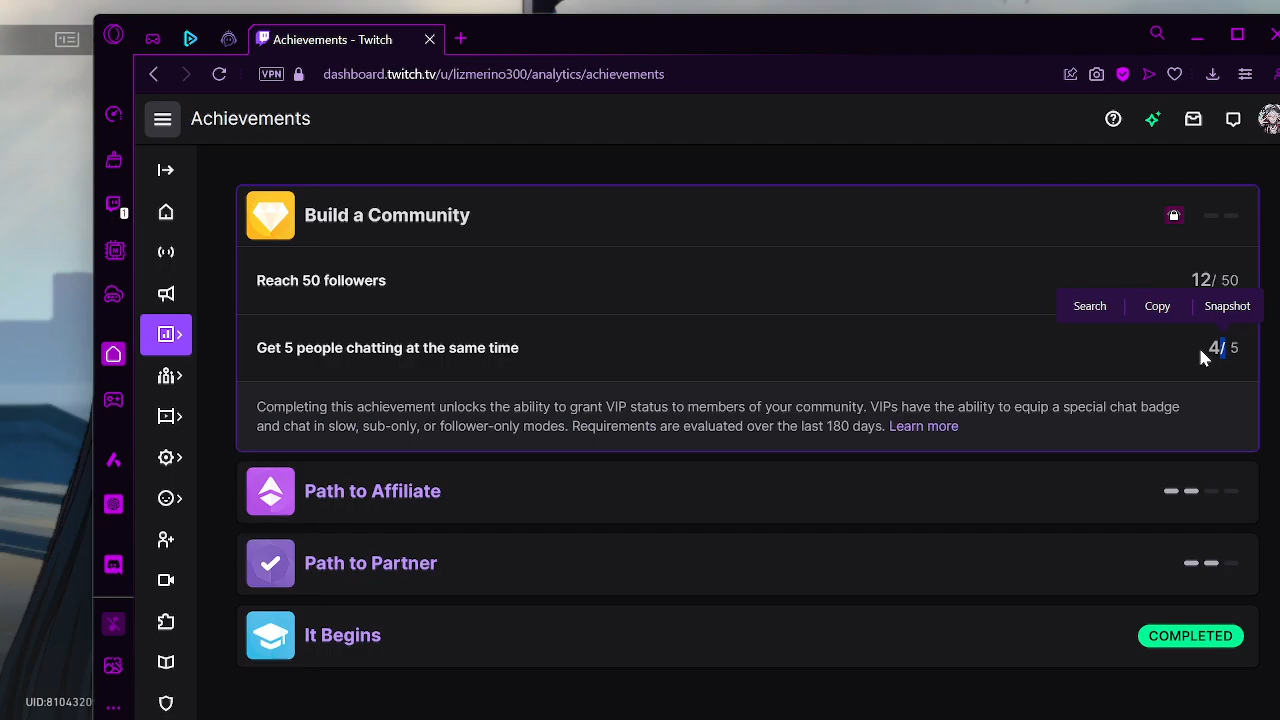 Achievements - Twitch
VPN
dashboard.twitch.tv/u/lizmerino300/analytics/achievements
Achievements
1
Build a Community
Reach 50 followers
12/ 50
Search
Copy
Snapshot
Get 5 people chatting at the same time
4/ 5
Completing this achievement unlocks the ability to grant VIP status to members of your community. VIPs have the ability to equip a special chat badge
and chat in slow, sub-only, or follower-only modes. Requirements are evaluated over the last 180 days. Learn more
Path to Affiliate
Path to Partner
It Begins
COMPLETED
UID:8104320